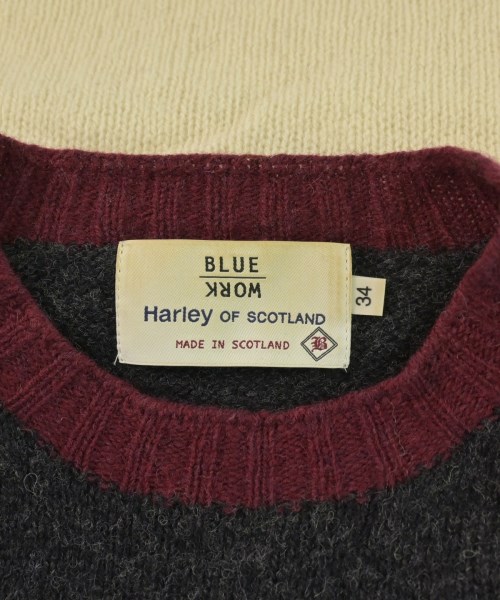 BLUE
WORK
Harley OF SCOTLAND
MADE IN SCOTLAND
B
34